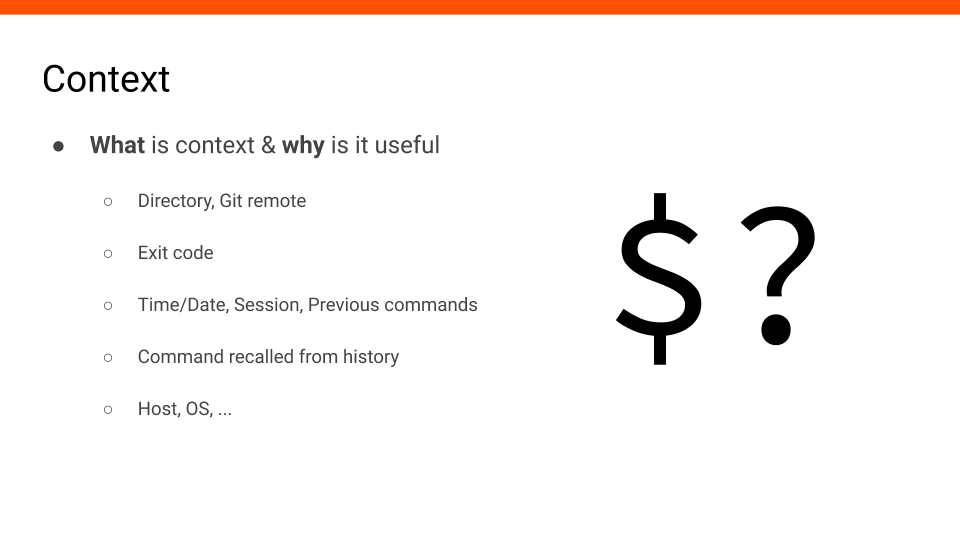 Context
● What is context & why is it useful
○ Directory, Git remote
○ Exit code
○ Time/Date, Session, Previous commands
○ Command recalled from history
○ Host, OS, ...
$?